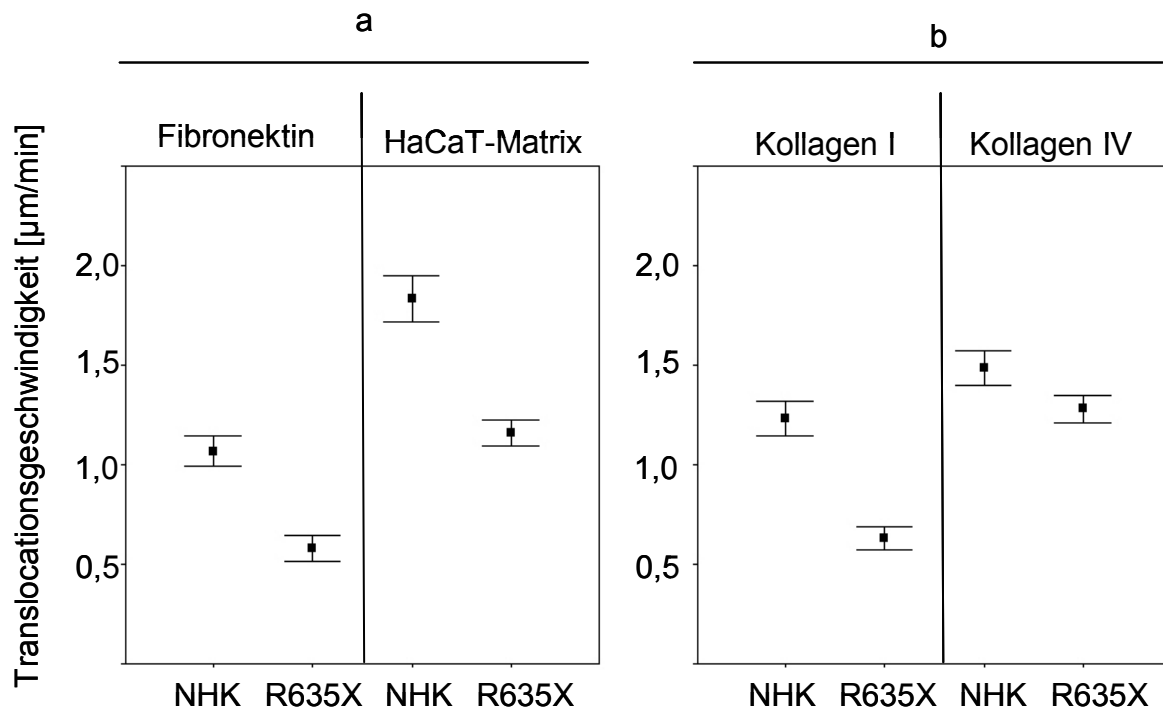 a
b
Fibronektin
HaCaT-Matrix
Kollagen I
Kollagen IV
Translocationsgeschwindigkeit [µm/min]
2,0
1,5
1,0
0,5
2,0
1,5
1,0
0,5
NHK R635X NHK R635X
NHK R635X NHK R635X